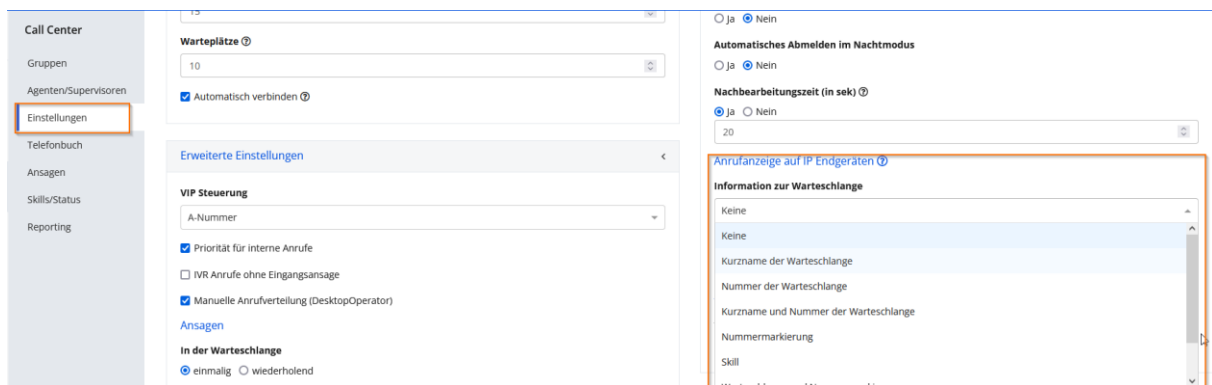 Call Center
Gruppen
Agenten/Supervisoren
Einstellungen
Telefonbuch
Ansagen
Skills/Status
Reporting
15
Warteplätze
10
Automatisch verbinden
Erweiterte Einstellungen
VIP Steuerung
A-Nummer
Priorität für interne Anrufe
IVR Anrufe ohne Eingangsansage
Manuelle Anrufverteilung (DesktopOperator)
Ansagen
In der Warteschlange
einmalig wiederholend
Ja Nein
Automatisches Abmelden im Nachtmodus
Ja Nein
Nachbearbeitungszeit (in sek)
Ja Nein
20
Anrufanzeige auf IP Endgeräten
Information zur Warteschlange
Keine
Keine
Kurzname der Warteschlange
Nummer der Warteschlange
Kurzname und Nummer der Warteschlange
Nummermarkierung
Skill